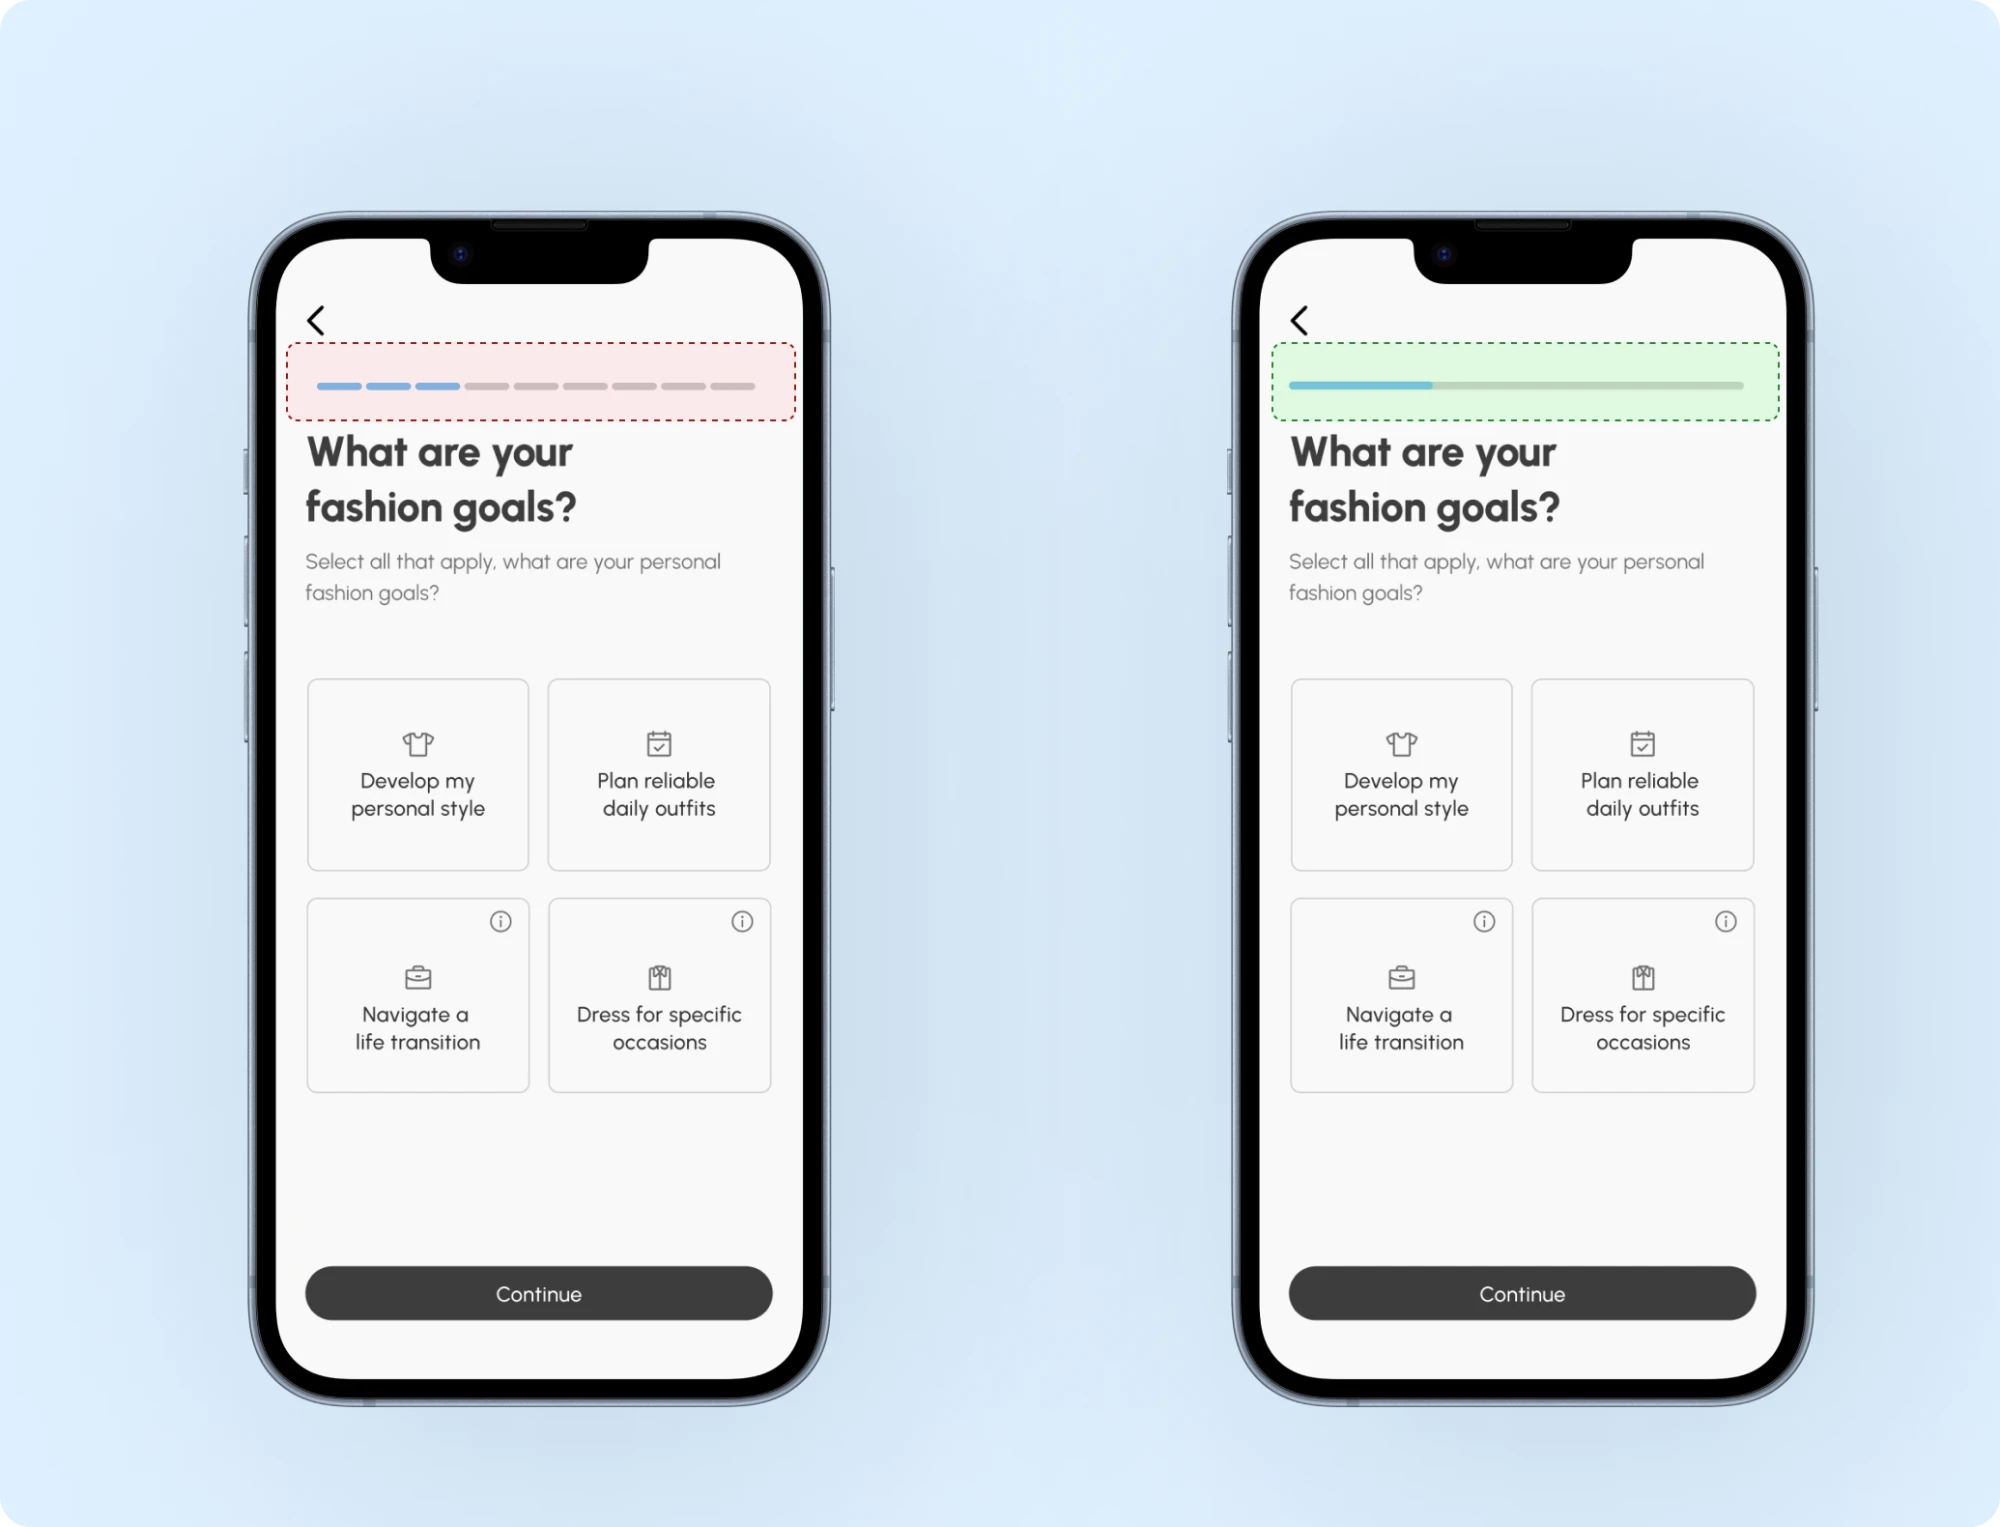 What are your
fashion goals?
Select all that apply, what are your personal
fashion goals?
Develop my
personal style
Plan reliable
daily outfits
Navigate a
life transition
Dress for specific
occasions
Continue
What are your
fashion goals?
Select all that apply, what are your personal
fashion goals?
Develop my
personal style
Plan reliable
daily outfits
Navigate a
life transition
Dress for specific
occasions
Continue